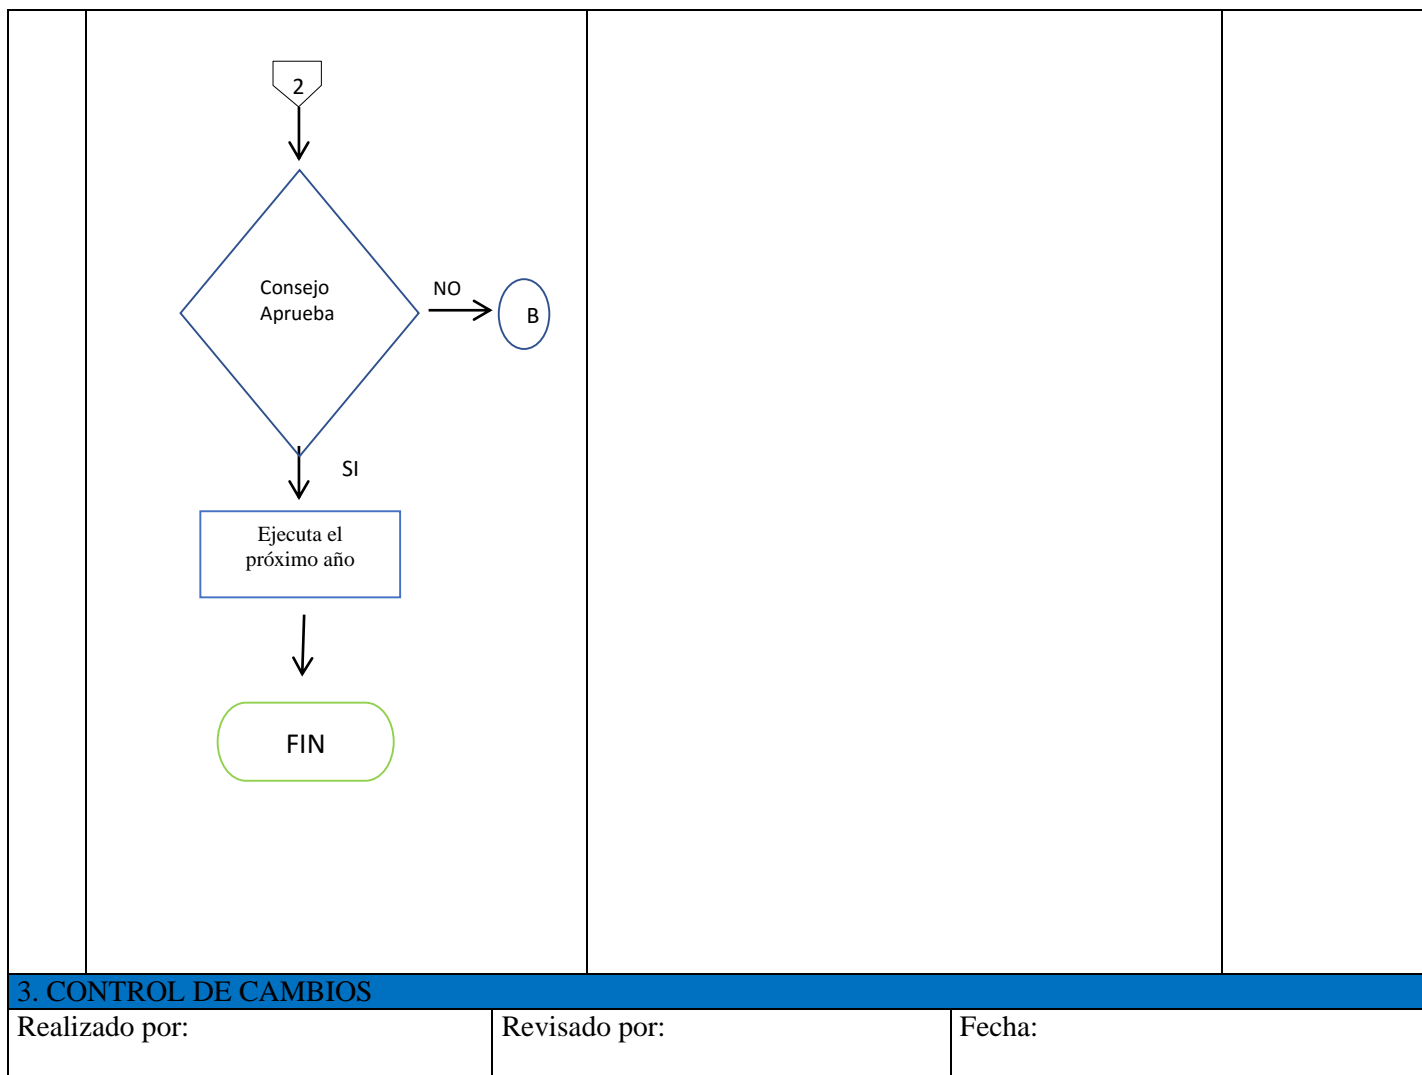 2
Consejo
Aprueba
NO
B
SI
Ejecuta el
próximo año
FIN
3. CONTROL DE CAMBIOS
Realizado por:
Revisado por:
Fecha: